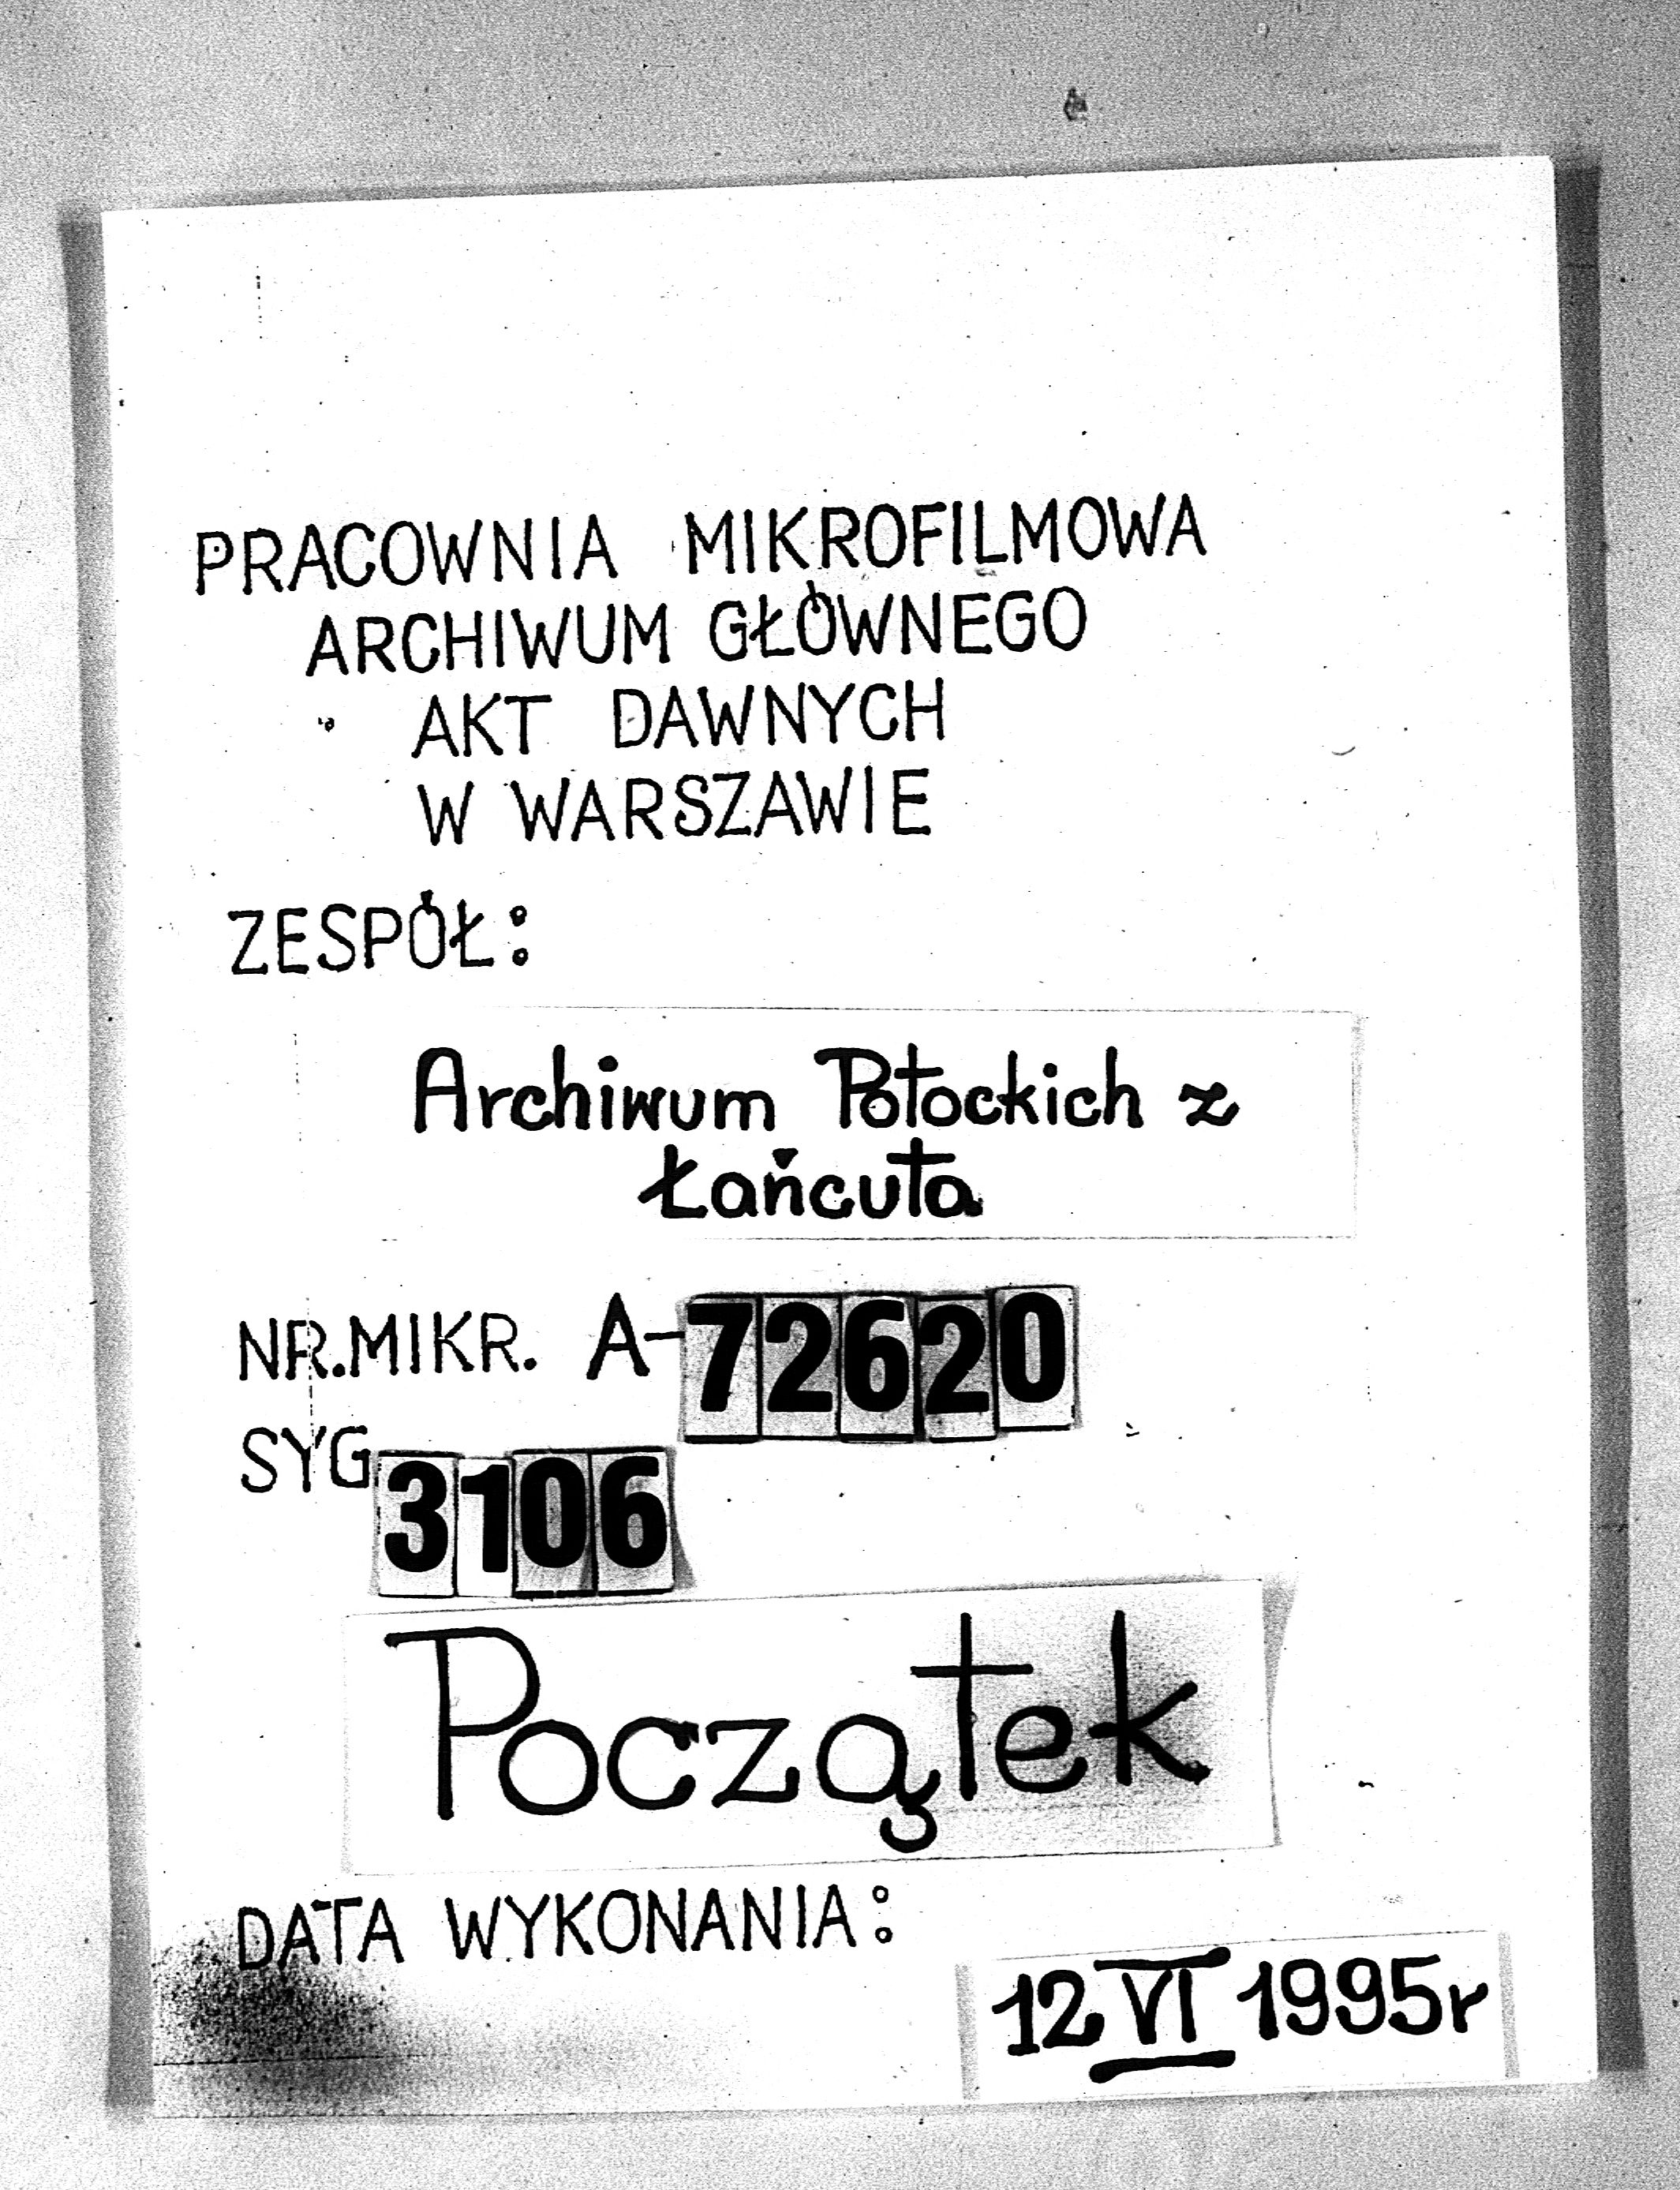 PRACOWNIA MIKROFILMOWA
ARCHIWUM GŁÓWNEGO
AKT DAWNYCH
W WARSZAWIE
ZESPÓŁ:
Archiwum Potockich z
Łańcuta
NR.MIKR. A-72620
SYG 3106
Początek
DATA WYKONANIA:
12 VI 1995r